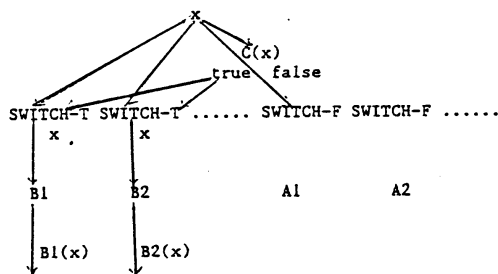 x
C(x)
true false
SWITCH-T SWITCH-T ...... SWITCH-F SWITCH-F ......
x x
B1 B2 A1 A2
B1(x) B2(x)